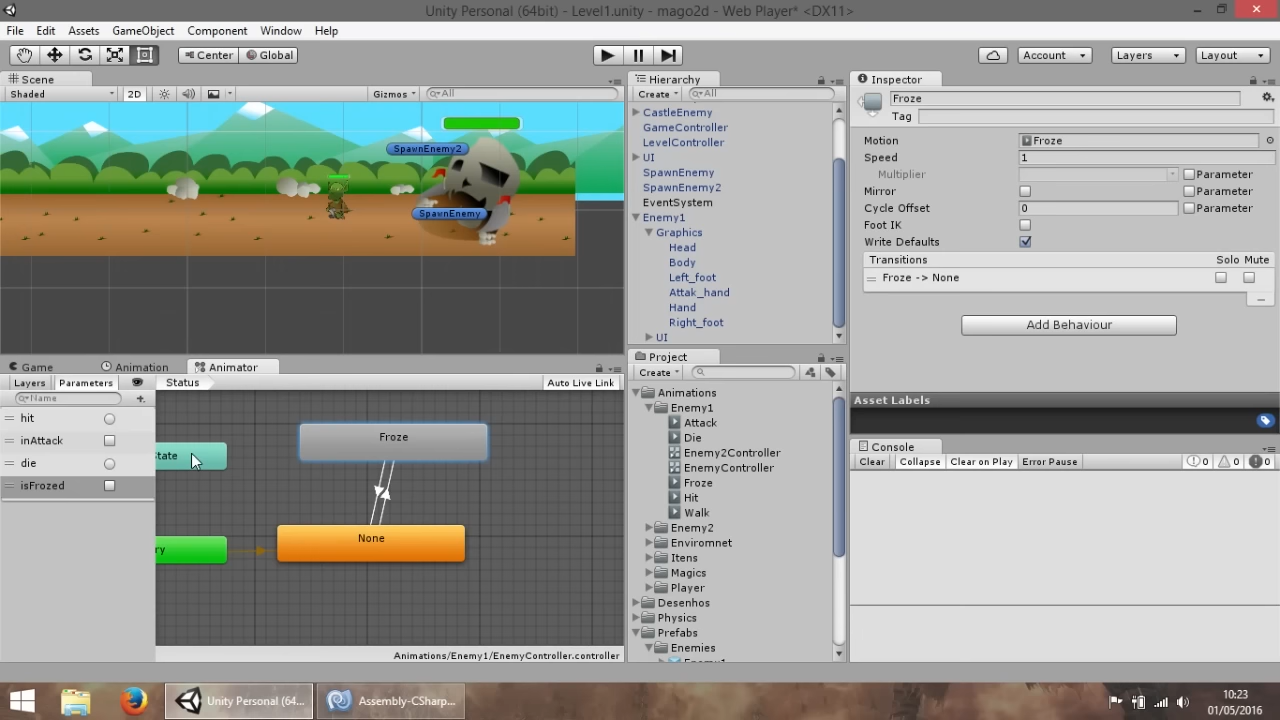 Unity Personal (64bit) - Level1.unity - mago2d - Web Player* <DX11>
File Edit Assets GameObject Component Window Help
Center Global Account Layers Layout
Scene
Shaded 2D Gizmos All
SpawnEnemy2
SpawnEnemy
Hierarchy
Create All
CastleEnemy
GameController
LevelController
UI
SpawnEnemy
SpawnEnemy2
EventSystem
Enemy1
Graphics
Head
Body
Left_foot
Attak_hand
Hand
Right_foot
UI
Inspector
Froze
Tag
Motion Froze
Speed 1
Multiplier Parameter
Mirror Parameter
Cycle Offset 0 Parameter
Foot IK
Write Defaults
Transitions Solo Mute
Froze -> None
Add Behaviour
Asset Labels
Game Animation Animator
Layers Parameters Status Auto Live Link
Name
hit
inAttack
die
isFrozed
Froze
tate
None
ry
Animations/Enemy1/EnemyController.controller
Project
Create
Animations
Enemy1
Attack
Die
Enemy2Controller
EnemyController
Froze
Hit
Walk
Enemy2
Enviromnet
Itens
Magics
Player
Desenhos
Physics
Prefabs
Enemies
Enemy1
Console
Clear Collapse Clear on Play Error Pause 0 0 0
Unity Personal (64... Assembly-CSharp...
10:23
01/05/2016